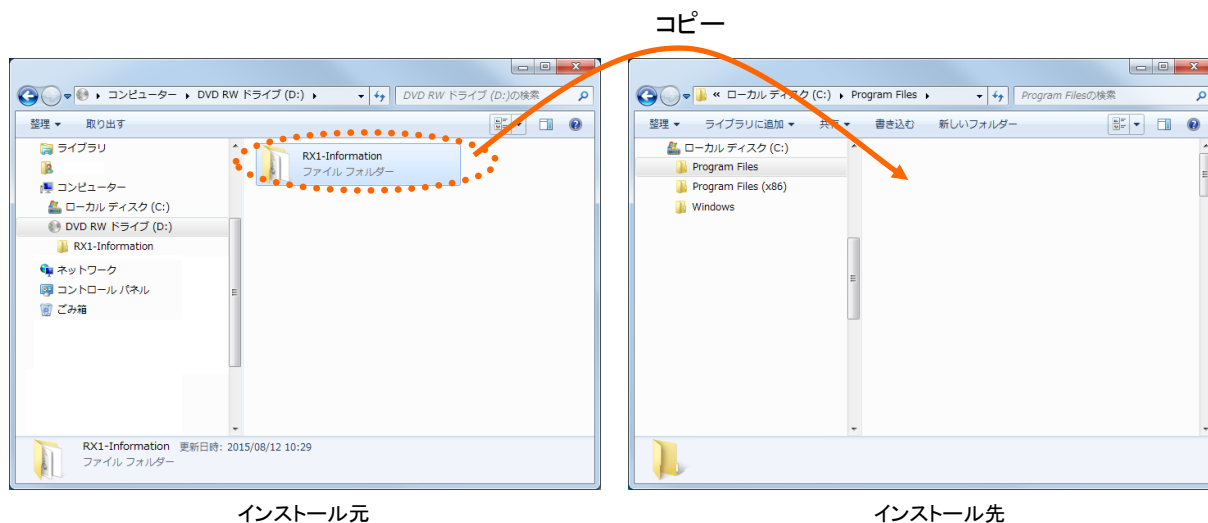 コピー
コンピューター DVD RW ドライブ (D:) DVD RW ドライブ (D:)の検索
整理 取り出す
ライブラリ
コンピューター
ローカル ディスク (C:)
DVD RW ドライブ (D:)
RX1-Information
ネットワーク
コントロール パネル
ごみ箱
RX1-Information
ファイル フォルダー
RX1-Information 更新日時: 2015/08/12 10:29
ファイル フォルダー
インストール元
« ローカル ディスク (C:) Program Files Program Filesの検索
整理 ライブラリに追加 共有 書き込む 新しいフォルダー
ローカル ディスク (C:)
Program Files
Program Files (x86)
Windows
インストール先